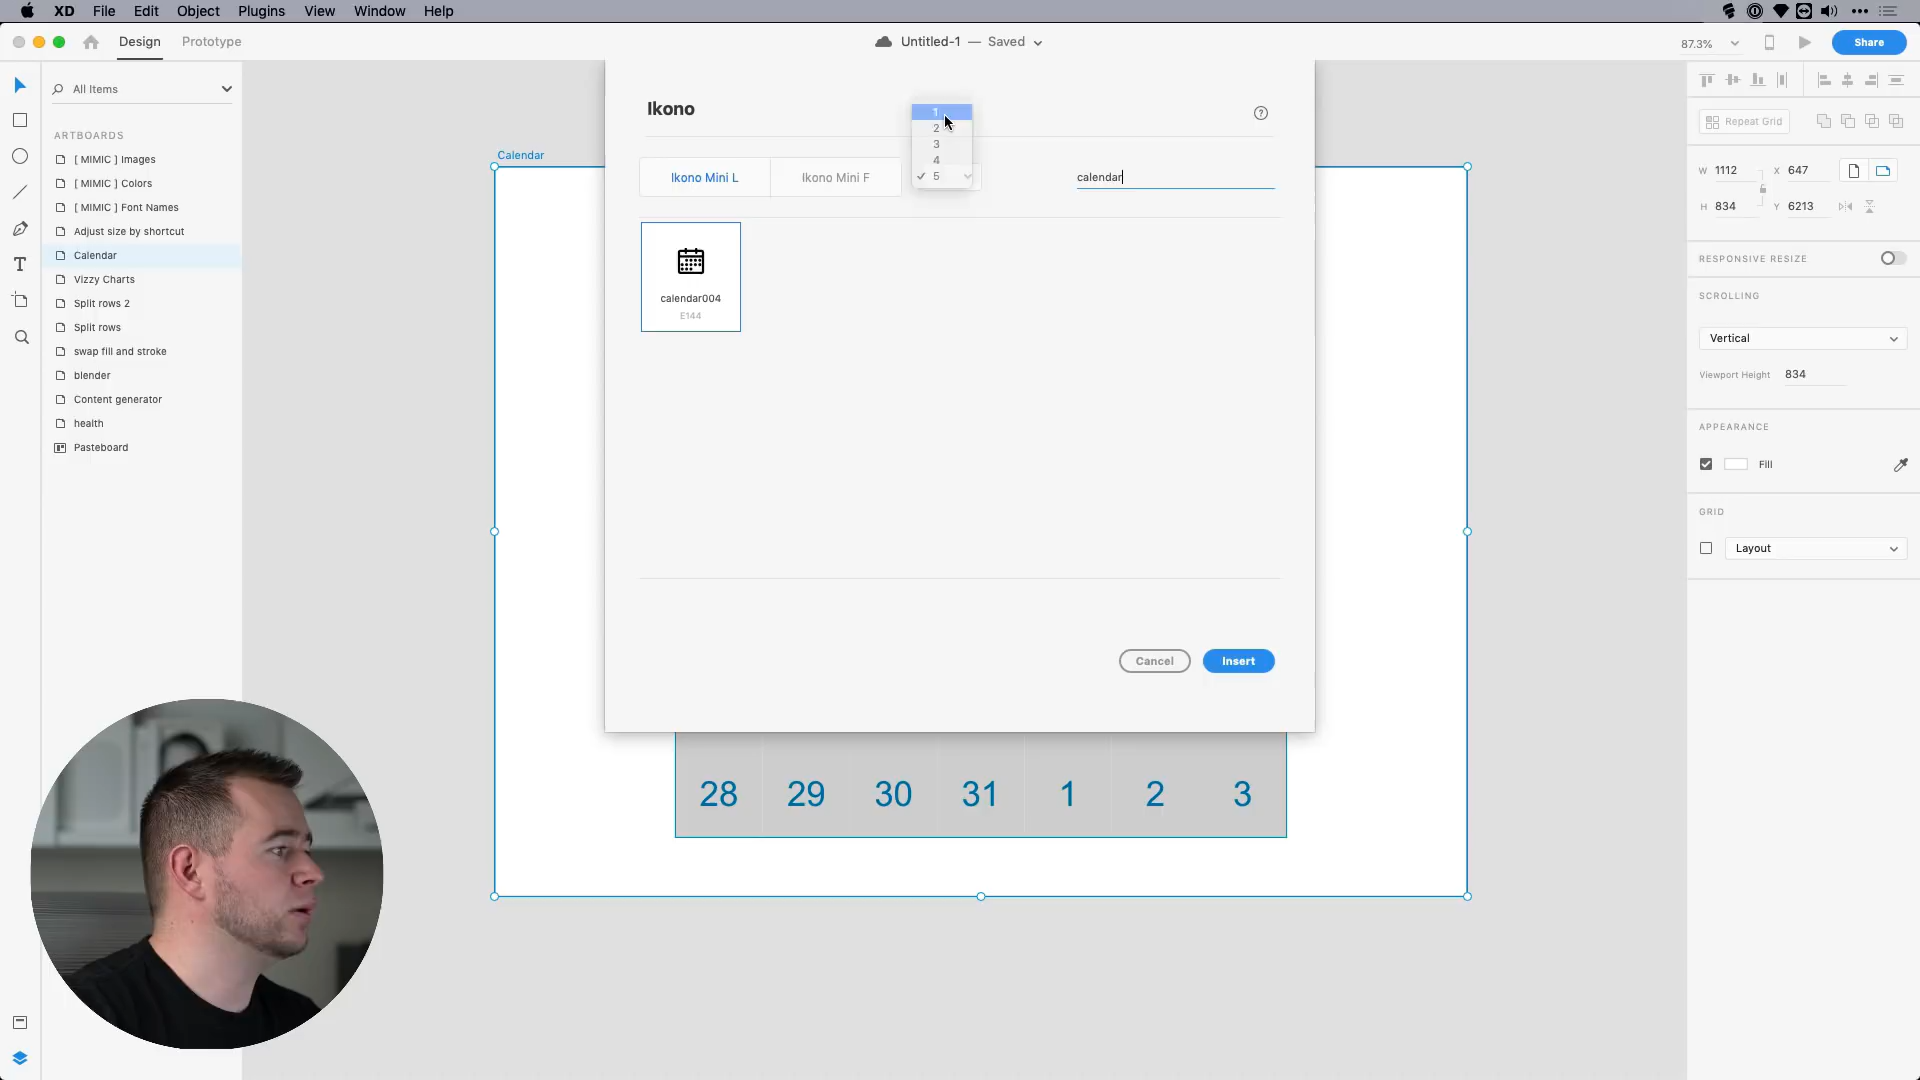 XD File Edit Object Plugins View Window Help
Design Prototype
Untitled-1 — Saved
87.3%
Share
All Items
ARTBOARDS
[ MIMIC ] Images
[ MIMIC ] Colors
[ MIMIC ] Font Names
Adjust size by shortcut
Calendar
Vizzy Charts
Split rows 2
Split rows
swap fill and stroke
blender
Content generator
health
Pasteboard
Calendar
Ikono
Ikono Mini L
Ikono Mini F
1
2
3
4
✓ 5
calendar
calendar004
E144
Cancel
Insert
28 29 30 31 1 2 3
Repeat Grid
W 1112 X 647
H 834 Y 6213
RESPONSIVE RESIZE
SCROLLING
Vertical
Viewport Height 834
APPEARANCE
Fill
GRID
Layout